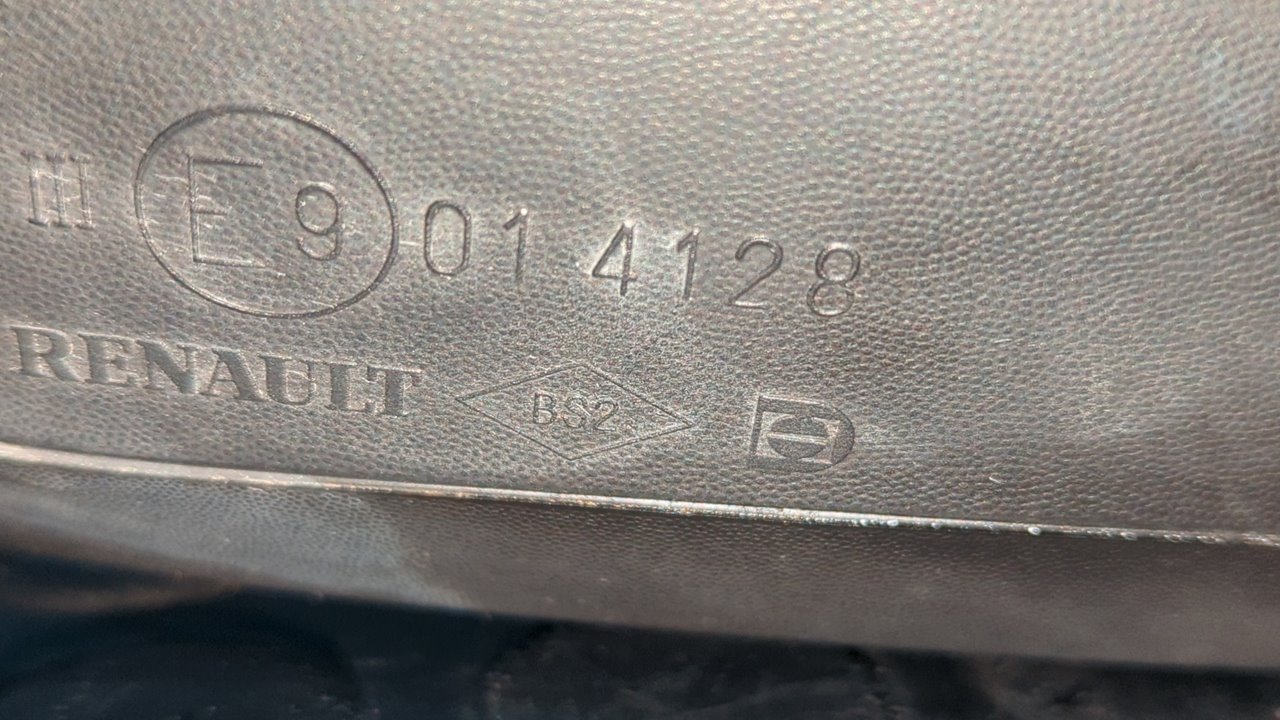 III E9 014128
RENAULT BS2